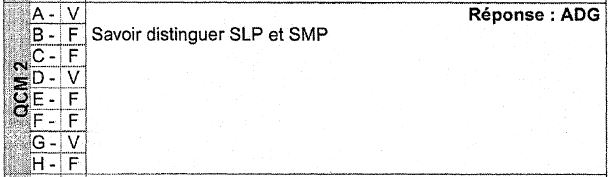 QCM 2
A - V Réponse : ADG
B - F Savoir distinguer SLP et SMP
C - F
D - V
E - F
F - F
G - V
H - F